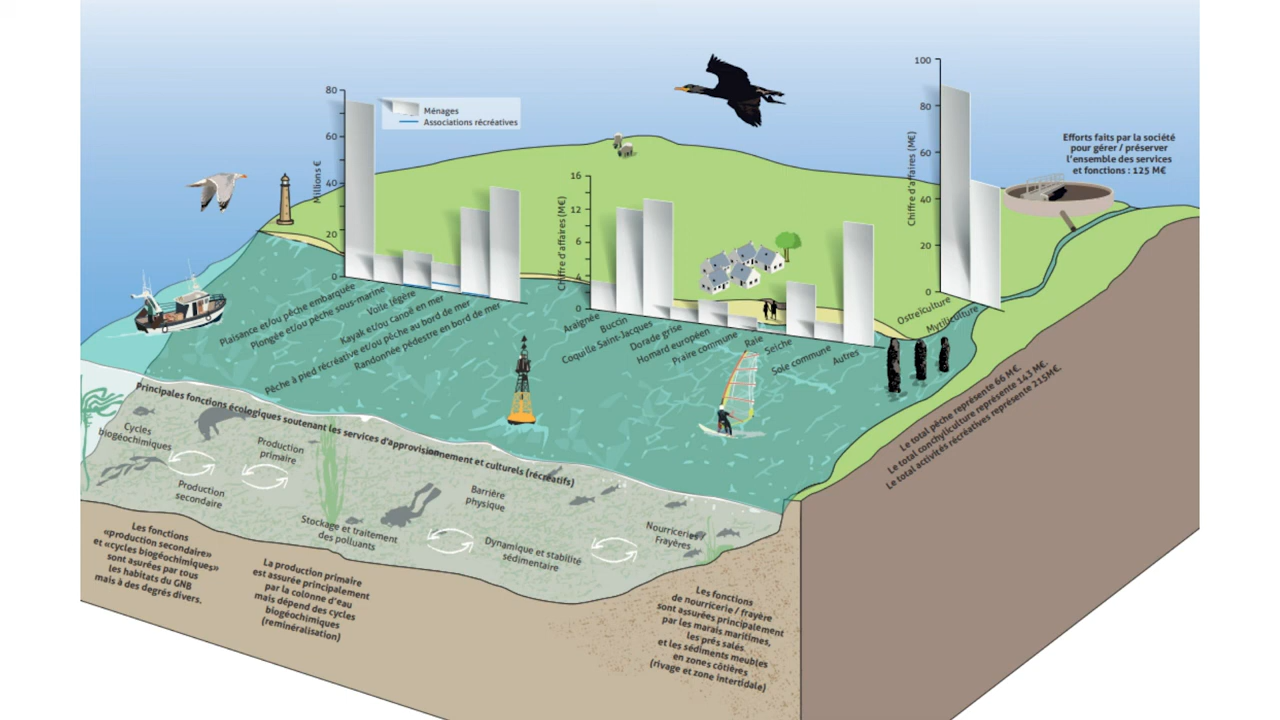 80
60
40
20
0
Millions €
Ménages
Associations récréatives
Plaisance et/ou pêche embarquée
Plongée et/ou pêche sous-marine
Voile légère
Kayak et/ou canoë en mer
Pêche à pied récréative et/ou pêche au bord de mer
Randonnée pédestre en bord de mer
16
12
6
4
0
Chiffre d'affaires (M€)
Araignée
Buccin
Coquille Saint-Jacques
Dorade grise
Homard européen
Praire commune
Raie
Seiche
Sole commune
Autres
100
80
60
40
20
0
Chiffre d'affaires (M€)
Ostréiculture
Mytiliculture
Efforts faits par la société
pour gérer / préserver
l'ensemble des services
et fonctions : 125 M€
Le total pêche représente 66 M€.
Le total conchyliculture représente 143 M€.
Le total activités récréatives représente 215M€.
Principales fonctions écologiques soutenant les services d'approvisionnement et culturels (récréatifs)
Cycles
biogéochimiques
Production
primaire
Production
secondaire
Barrière
physique
Stockage et traitement
des polluants
Dynamique et stabilité
sédimentaire
Nourriceries/
Frayères
Les fonctions
«production secondaire»
et «cycles biogéochimiques»
sont asurées par tous
les habitats du GNB
mais à des degrés divers.
La production primaire
est assurée principalement
par la colonne d'eau
mais dépend des cycles
biogéochimiques
(reminéralisation)
Les fonctions
de nourricerie / frayère
sont assurées principalement
par les marais maritimes,
les prés salés
et les sédiments meubles
en zones côtières
(rivage et zone intertidale)